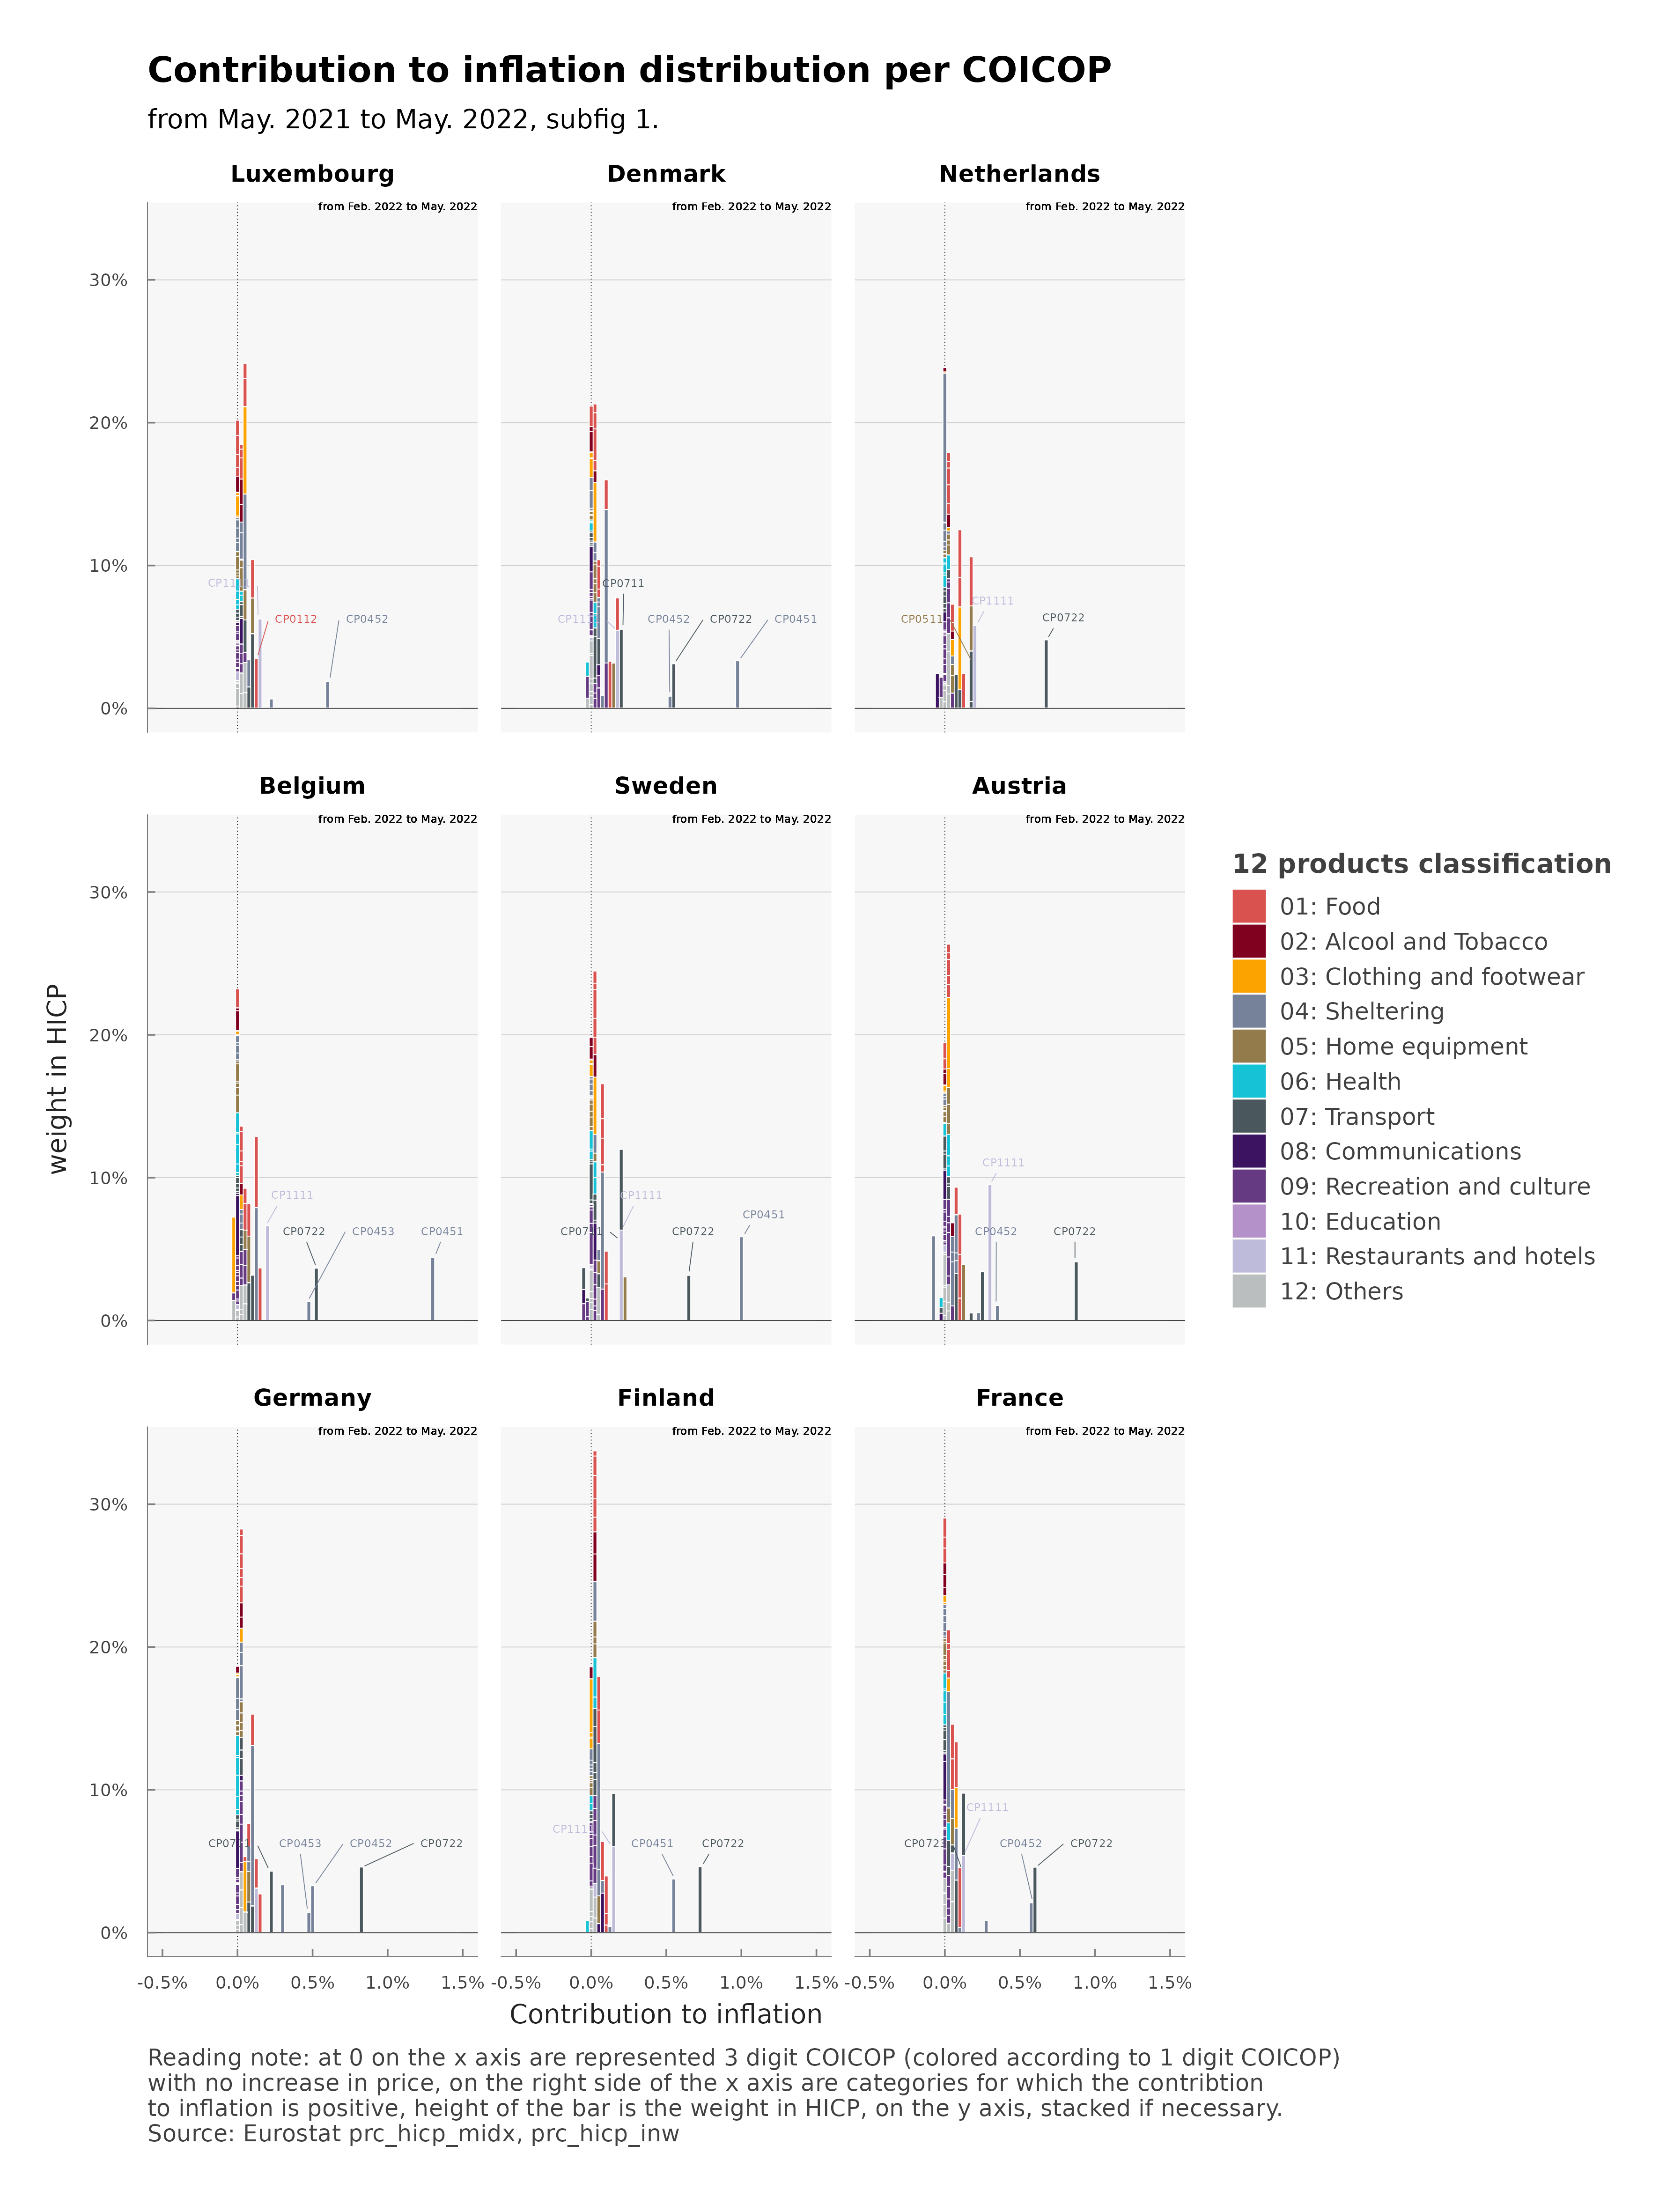 Contribution to inflation distribution per COICOP
from May. 2021 to May. 2022, subfig 1.
Luxembourg
Denmark
Netherlands
from Feb. 2022 to May. 2022
from Feb. 2022 to May. 2022
from Feb. 2022 to May. 2022
30%
20%
10%
0%
CP0112
CP0452
CP0711
CP0452
CP0722
CP0451
CP0511
CP1111
CP0722
Belgium
Sweden
Austria
from Feb. 2022 to May. 2022
from Feb. 2022 to May. 2022
from Feb. 2022 to May. 2022
30%
20%
10%
0%
CP1111
CP0722
CP0453
CP0451
CP1111
CP0722
CP0451
CP1111
CP0452
CP0722
weight in HICP
12 products classification
01: Food
02: Alcool and Tobacco
03: Clothing and footwear
04: Sheltering
05: Home equipment
06: Health
07: Transport
08: Communications
09: Recreation and culture
10: Education
11: Restaurants and hotels
12: Others
Germany
Finland
France
from Feb. 2022 to May. 2022
from Feb. 2022 to May. 2022
from Feb. 2022 to May. 2022
30%
20%
10%
0%
CP0453
CP0452
CP0722
CP0451
CP0722
CP1111
CP0452
CP0722
-0.5% 0.0% 0.5% 1.0% 1.5%
-0.5% 0.0% 0.5% 1.0% 1.5%
-0.5% 0.0% 0.5% 1.0% 1.5%
Contribution to inflation
Reading note: at 0 on the x axis are represented 3 digit COICOP (colored according to 1 digit COICOP)
with no increase in price, on the right side of the x axis are categories for which the contribtion
to inflation is positive, height of the bar is the weight in HICP, on the y axis, stacked if necessary.
Source: Eurostat prc_hicp_midx, prc_hicp_inw